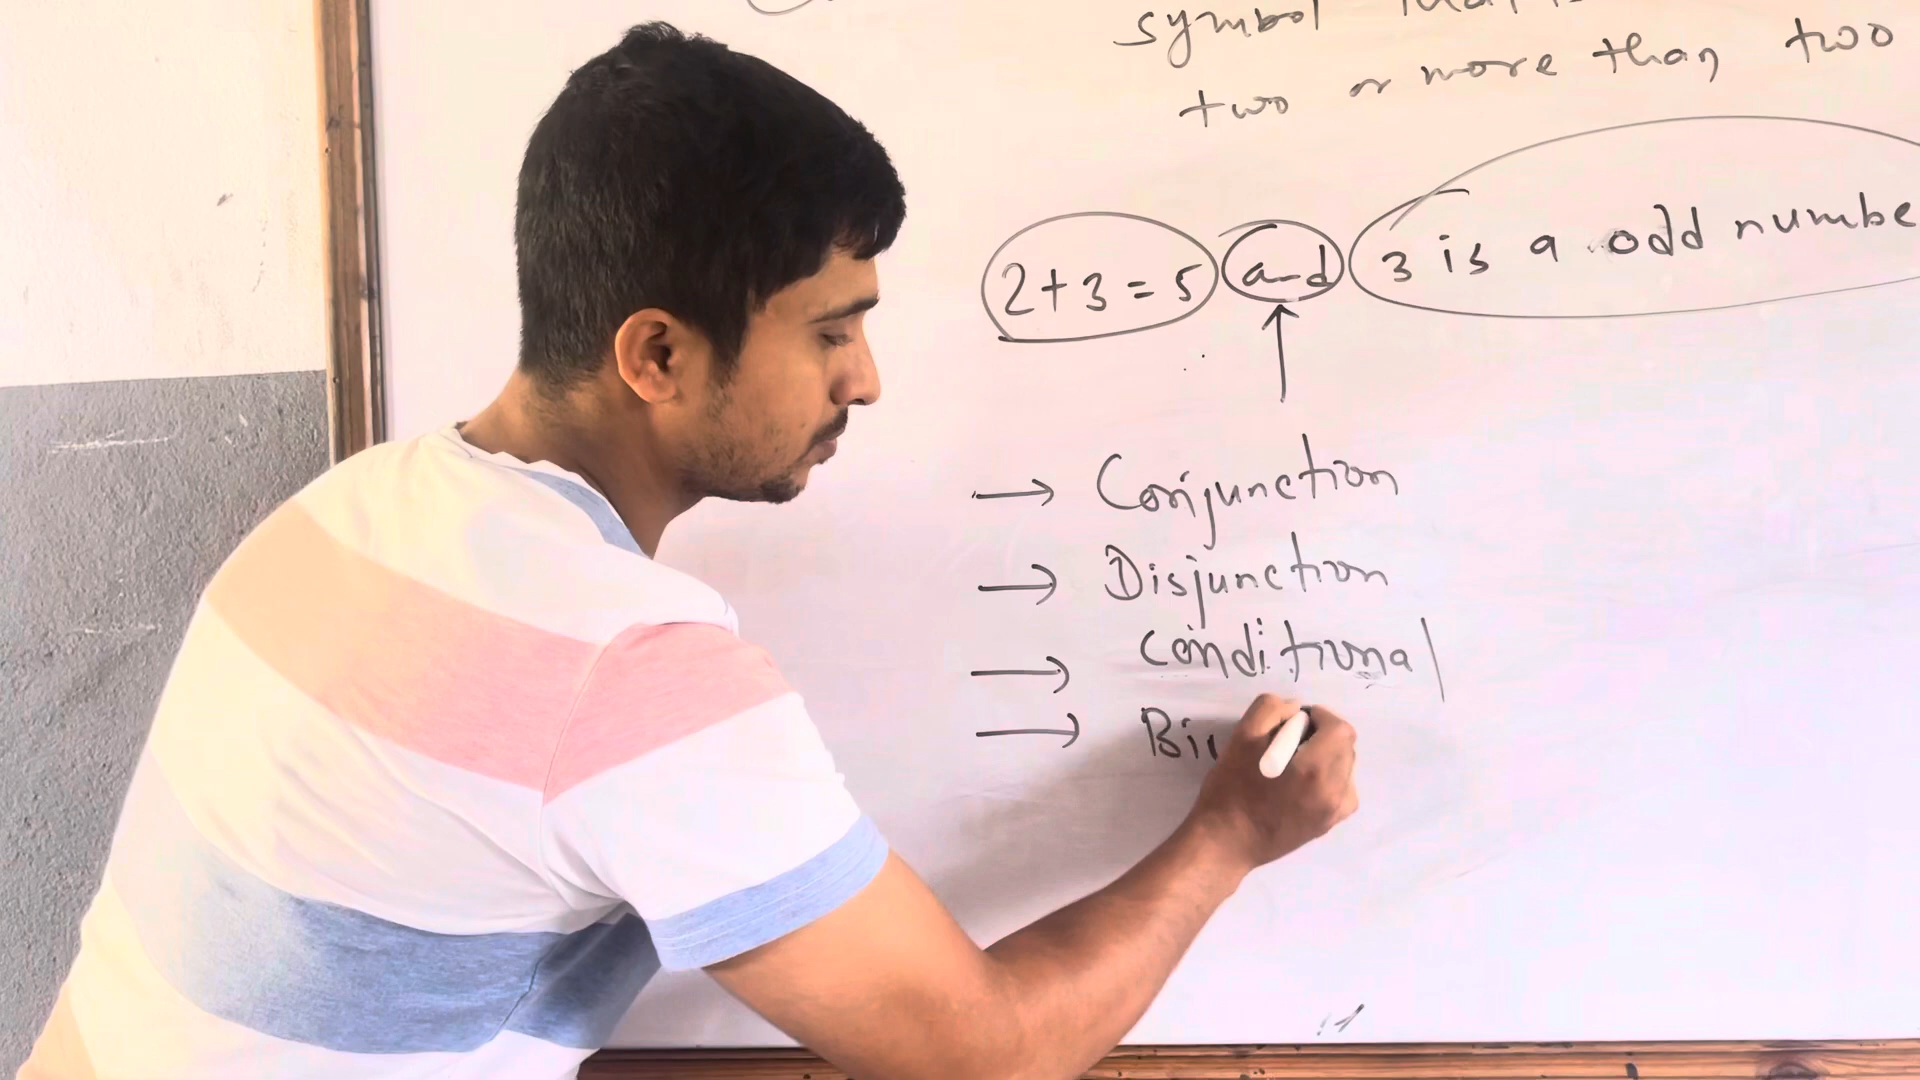 symbol
two or more than two
2+3=5 and 3 is a odd numbe
→ Conjunction
→ Disjunction
→ Conditional
→ Bi